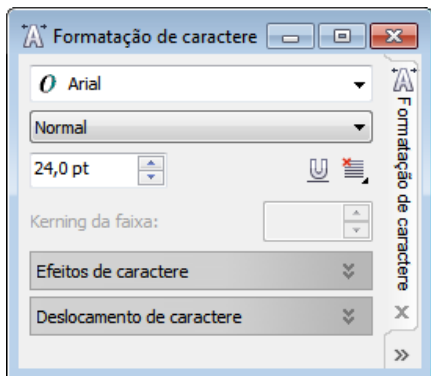 Formatação de caractere
Arial
Normal
24,0 pt
Kerning da faixa:
Efeitos de caractere
Deslocamento de caractere
Formatação de caractere